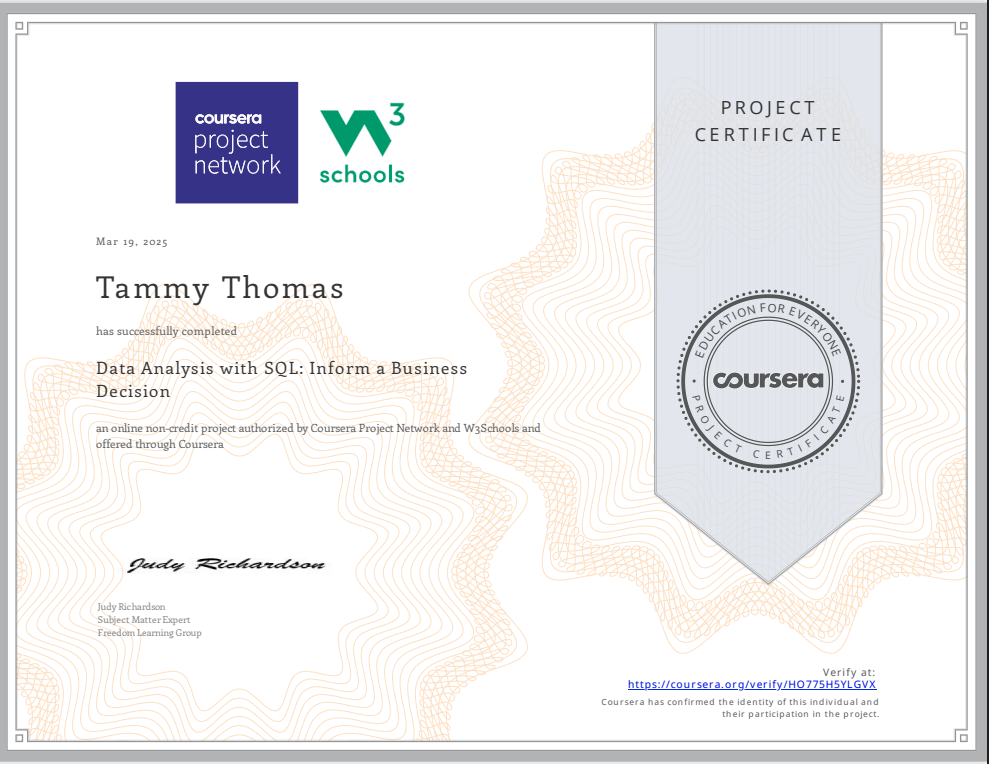 coursera
project
network
W3
schools
PROJECT
CERTIFICATE
Mar 19, 2025
Tammy Thomas
has successfully completed
Data Analysis with SQL: Inform a Business
Decision
an online non-credit project authorized by Coursera Project Network and W3Schools and
offered through Coursera
EDUCATION FOR EVERYONE
coursera
PROJECT CERTIFICATE
Judy Richardson
Judy Richardson
Subject Matter Expert
Freedom Learning Group
Verify at:
https://coursera.org/verify/HO775H5YLGVX
Coursera has confirmed the identity of this individual and
their participation in the project.